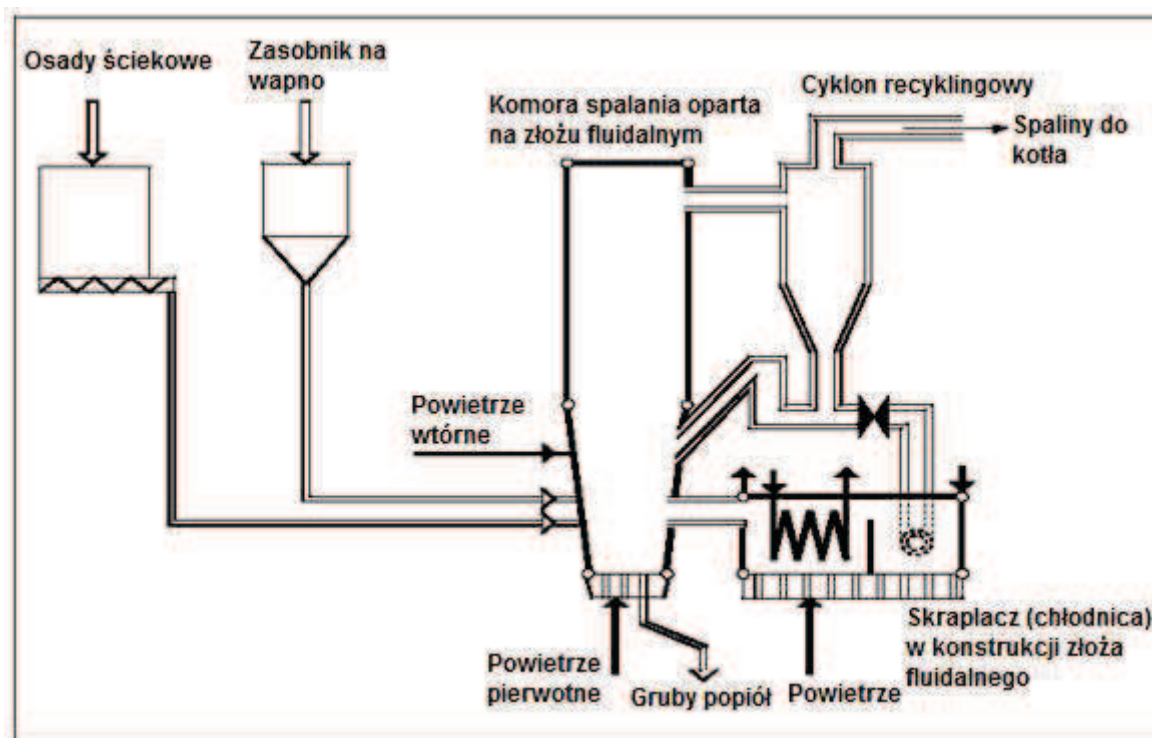 Osady ściekowe
Zasobnik na
wapno
Komora spalania oparta
na złożu fluidalnym
Cyklon recyklingowy
Spaliny do
kotła
Powietrze
wtórne
Powietrze
pierwotne
Gruby popiół
Powietrze
Skraplacz (chłodnica)
w konstrukcji złoża
fluidalnego